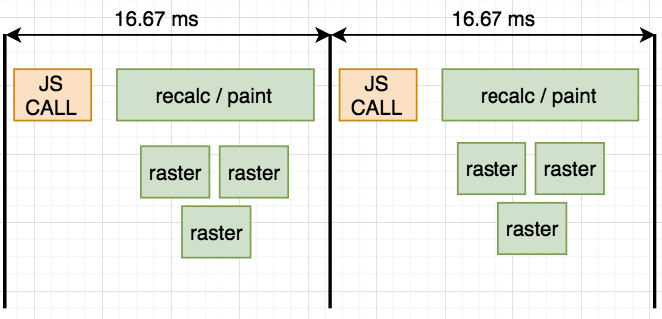 16.67 ms
16.67 ms
JS
CALL
recalc / paint
JS
CALL
recalc / paint
raster
raster
raster
raster
raster
raster